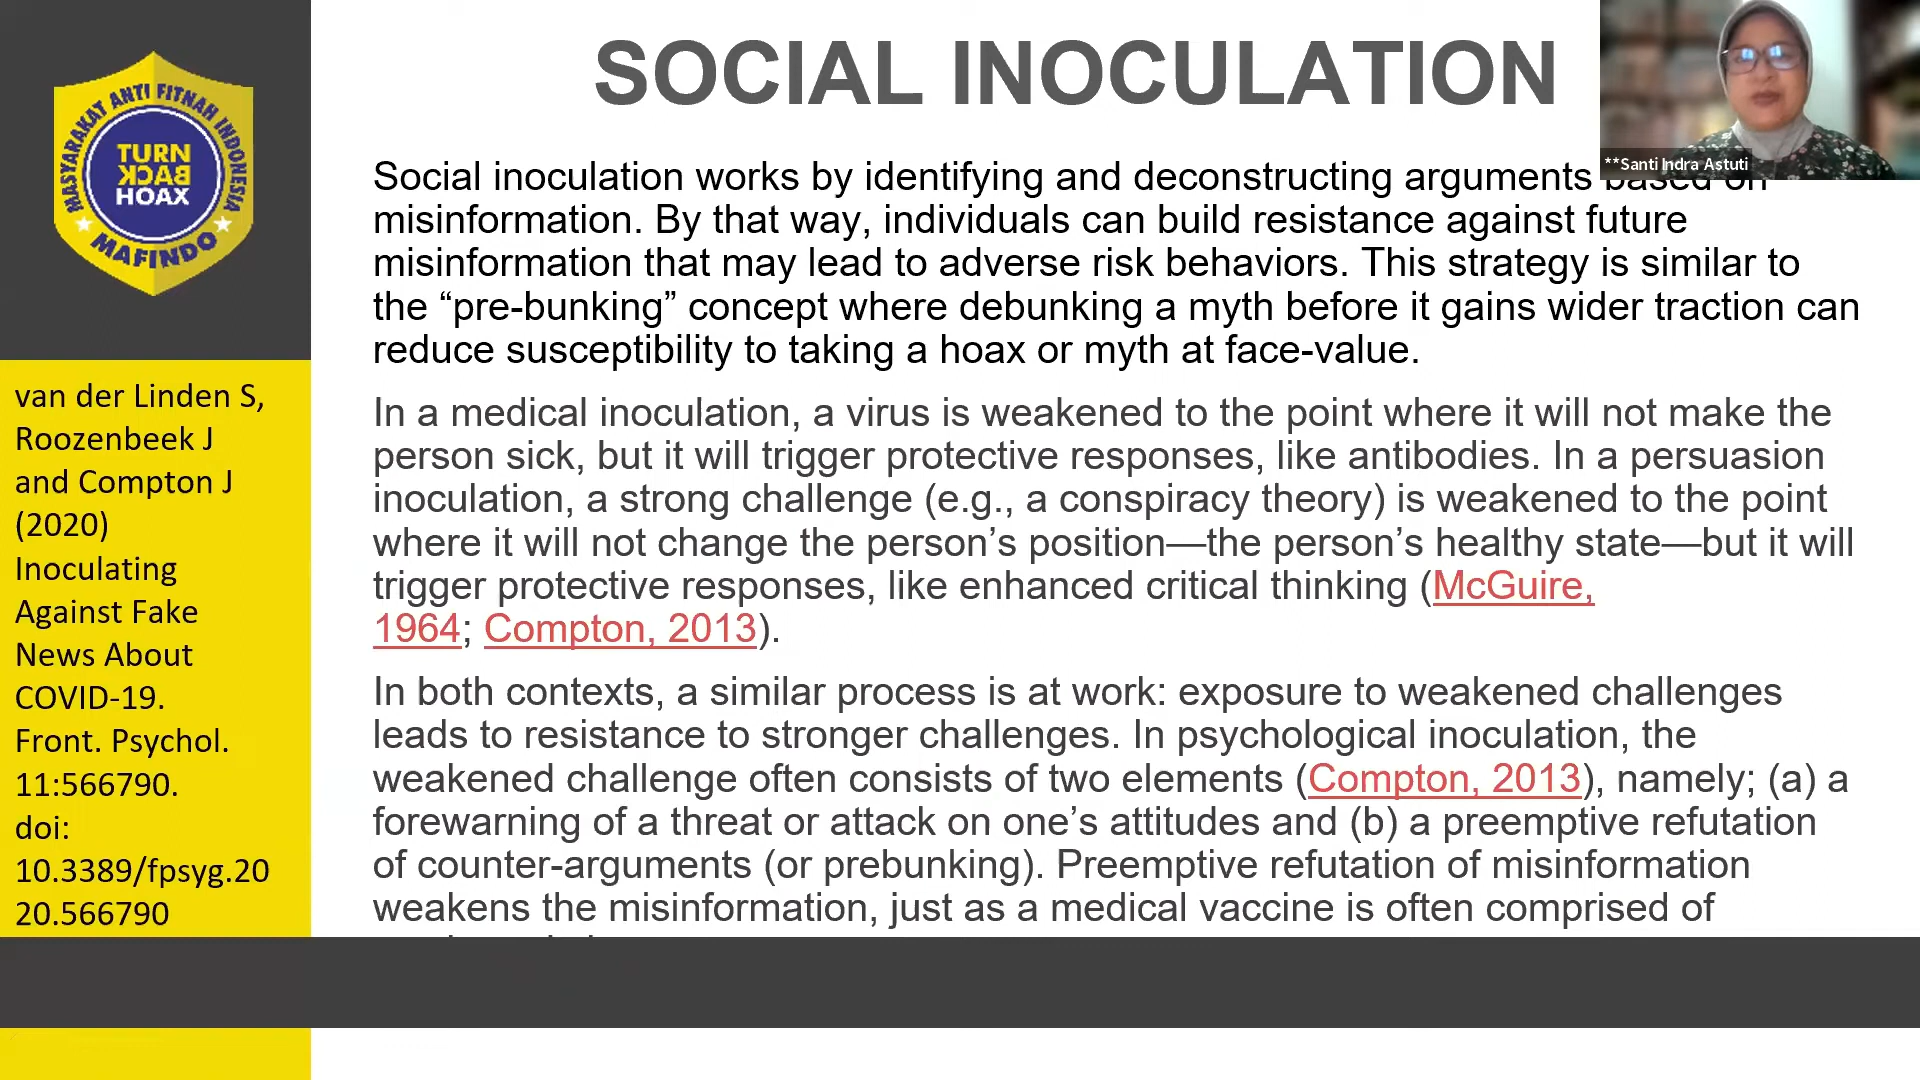 MASYARAKAT ANTI FITNAH INDONESIA
TURN
BACK
HOAX
MAFINDO
SOCIAL INOCULATION
**Santi Indra Astuti
Social inoculation works by identifying and deconstructing arguments based on
misinformation. By that way, individuals can build resistance against future
misinformation that may lead to adverse risk behaviors. This strategy is similar to
the “pre-bunking” concept where debunking a myth before it gains wider traction can
reduce susceptibility to taking a hoax or myth at face-value.
In a medical inoculation, a virus is weakened to the point where it will not make the
person sick, but it will trigger protective responses, like antibodies. In a persuasion
inoculation, a strong challenge (e.g., a conspiracy theory) is weakened to the point
where it will not change the person’s position—the person’s healthy state—but it will
trigger protective responses, like enhanced critical thinking (McGuire,
1964; Compton, 2013).
In both contexts, a similar process is at work: exposure to weakened challenges
leads to resistance to stronger challenges. In psychological inoculation, the
weakened challenge often consists of two elements (Compton, 2013), namely; (a) a
forewarning of a threat or attack on one’s attitudes and (b) a preemptive refutation
of counter-arguments (or prebunking). Preemptive refutation of misinformation
weakens the misinformation, just as a medical vaccine is often comprised of
van der Linden S,
Roozenbeek J
and Compton J
(2020)
Inoculating
Against Fake
News About
COVID-19.
Front. Psychol.
11:566790.
doi:
10.3389/fpsyg.20
20.566790